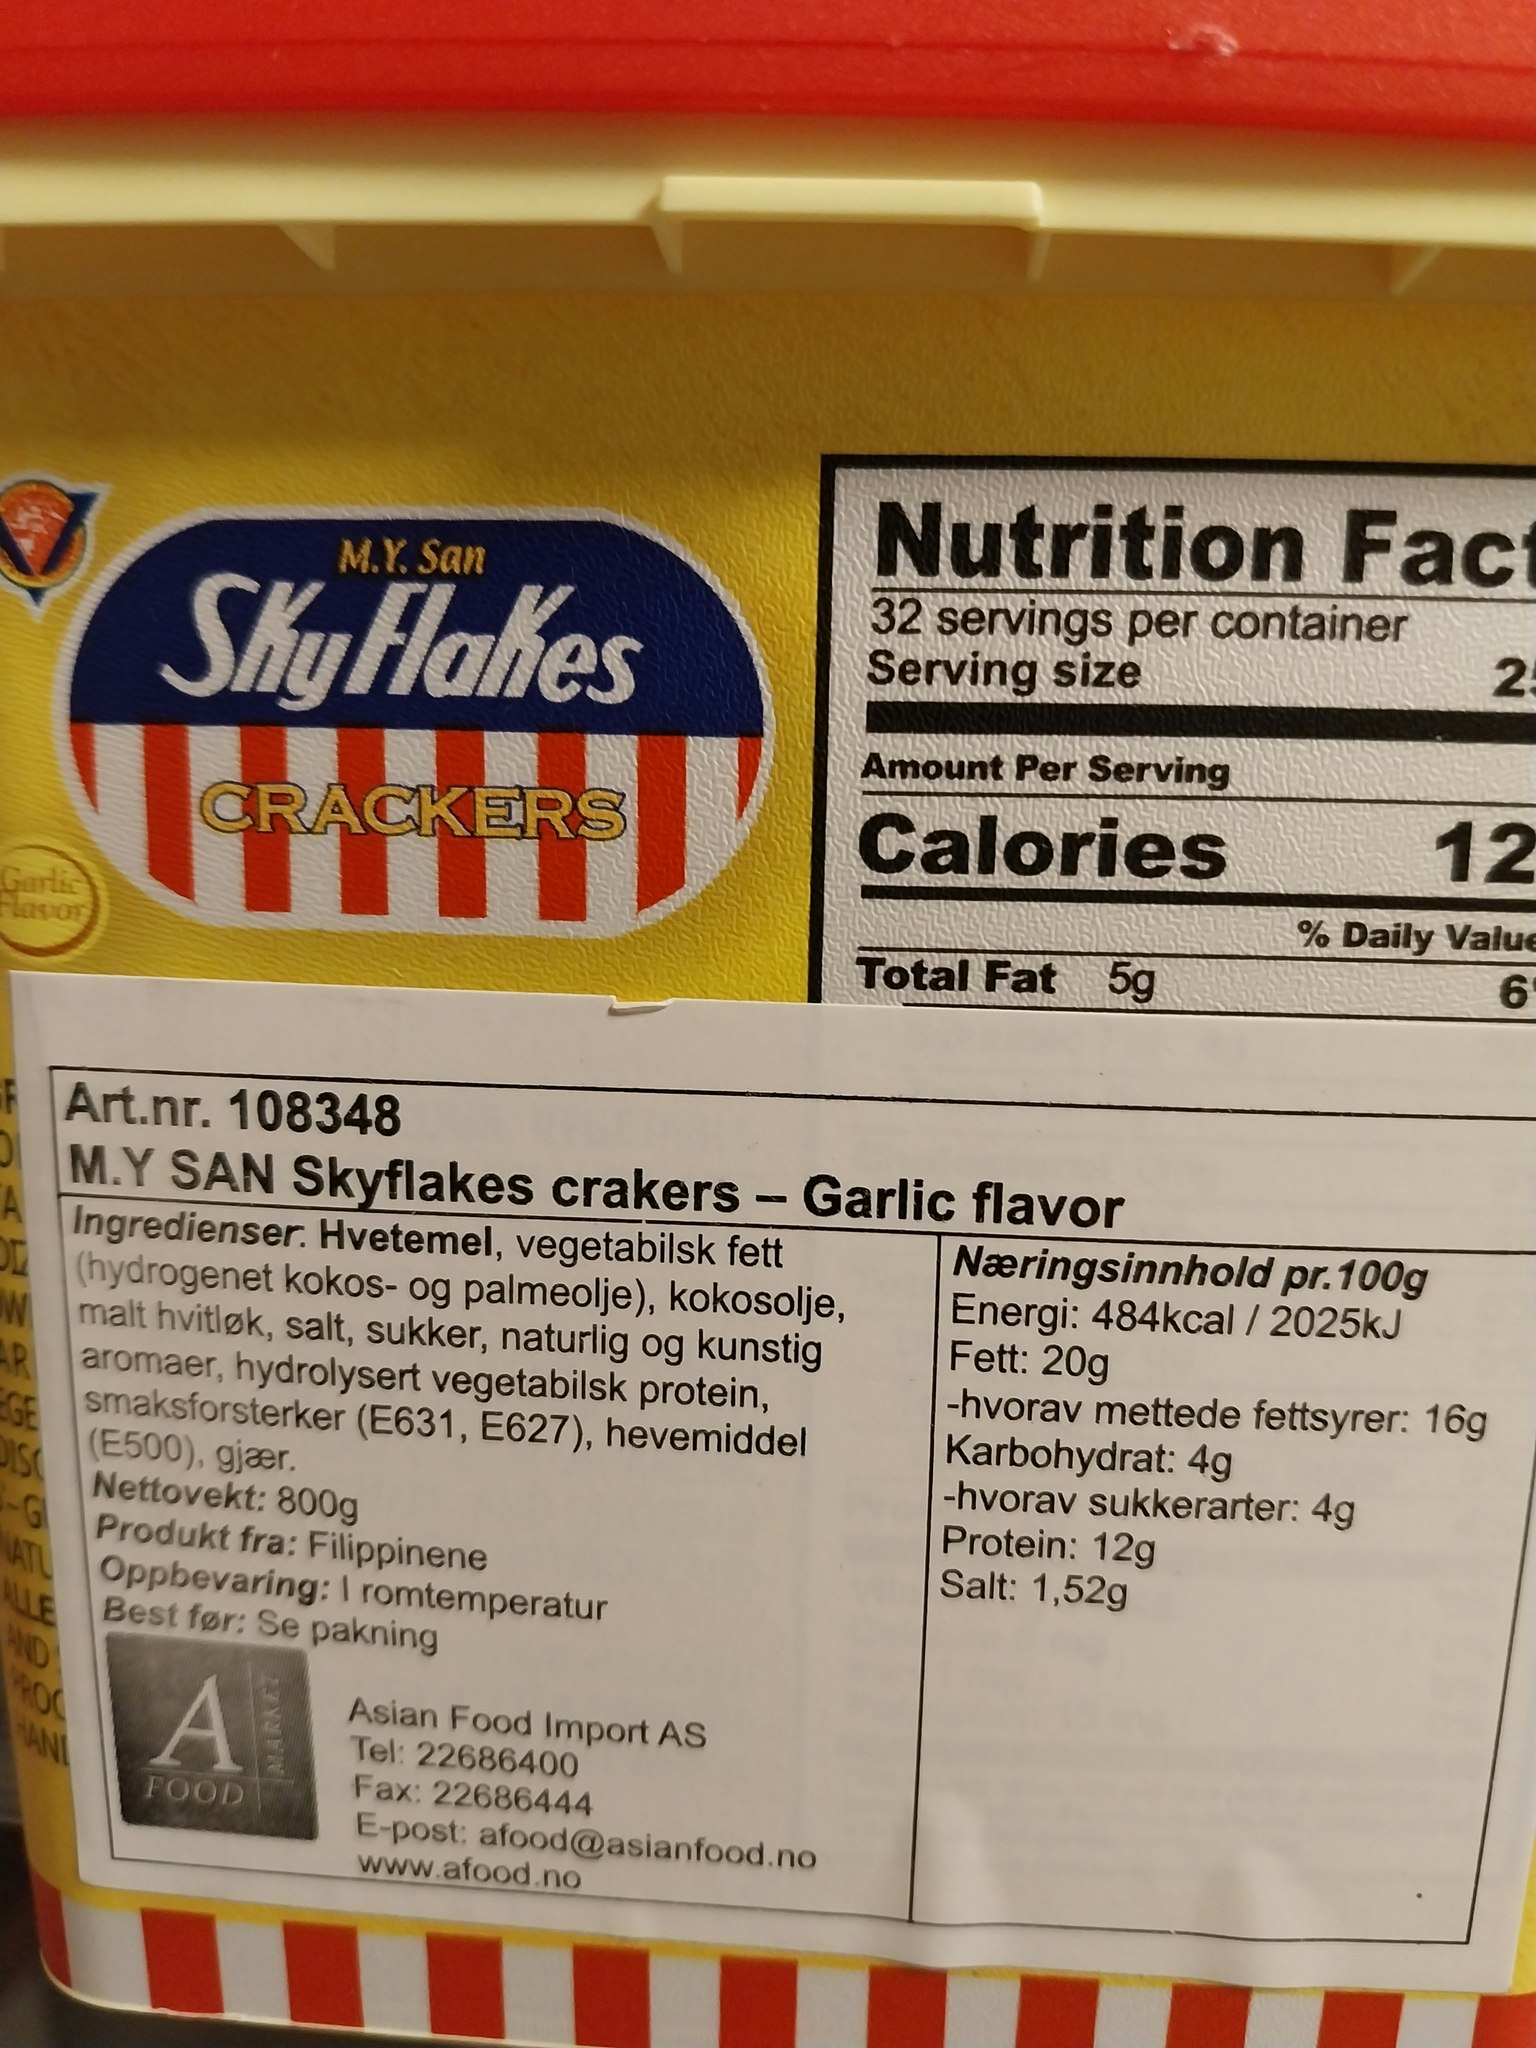 M.Y. San
SkyFlakes
CRACKERS
Garlic
Flavor
Nutrition
32 servings per container
Serving size
Amount Per Serving
Calories
% Daily
Total Fat 5g
Art.nr. 108348
M.Y SAN Skyflakes crakers – Garlic flavor
Ingredienser: Hvetemel, vegetabilsk fett
(hydrogenet kokos- og palmeolje), kokosolje,
malt hvitløk, salt, sukker, naturlig og kunstig
aromaer, hydrolysert vegetabilsk protein,
smaksforsterker (E631, E627), hevemiddel
(E500), gjær.
Nettovekt: 800g
Produkt fra: Filippinene
Oppbevaring: I romtemperatur
Best før: Se pakning
A
FOOD
MARKET
Asian Food Import AS
Tel: 22686400
Fax: 22686444
E-post: afood@asianfood.no
www.afood.no
Næringsinnhold pr.100g
Energi: 484kcal / 2025kJ
Fett: 20g
-hvorav mettede fettsyrer: 16g
Karbohydrat: 4g
-hvorav sukkerarter: 4g
Protein: 12g
Salt: 1,52g